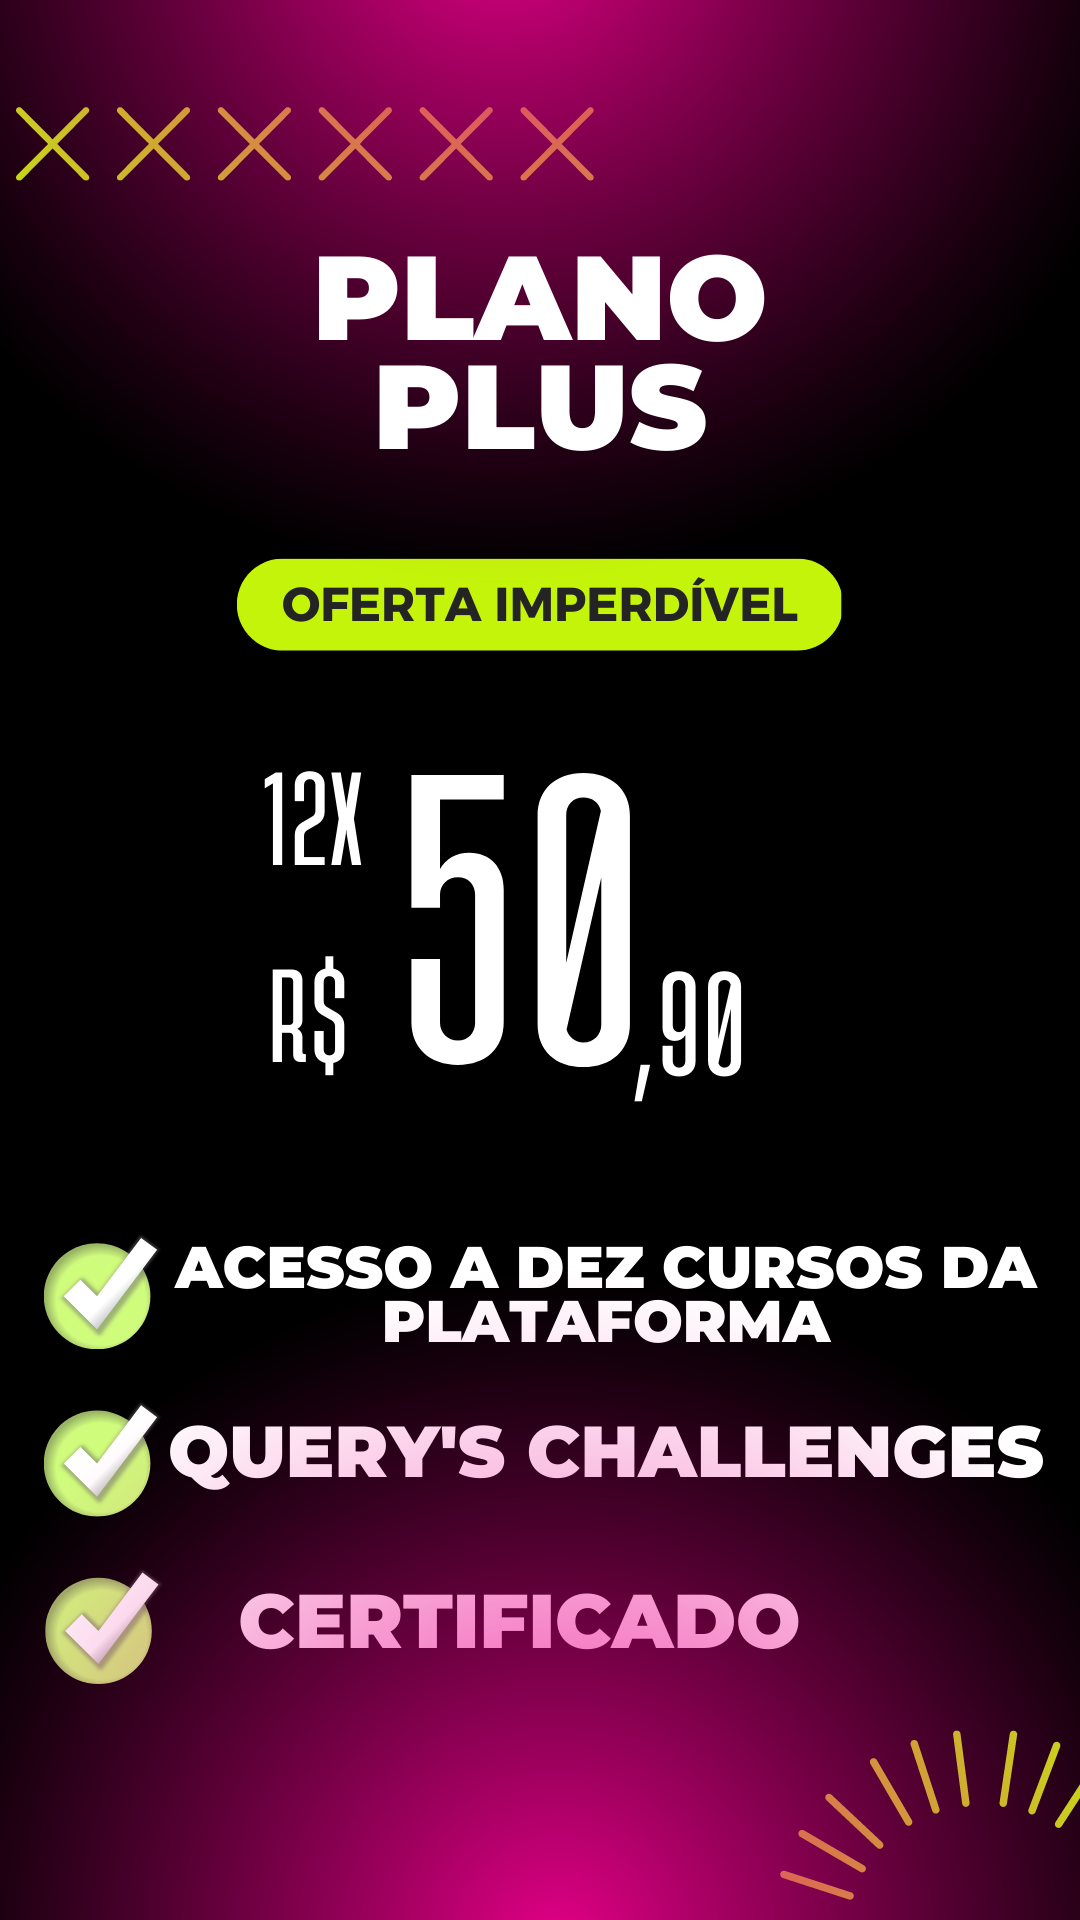 PLANO
PLUS
OFERTA IMPERDÍVEL
12X
R$ 50,90
ACESSO A DEZ CURSOS DA
PLATAFORMA
QUERY'S CHALLENGES
CERTIFICADO